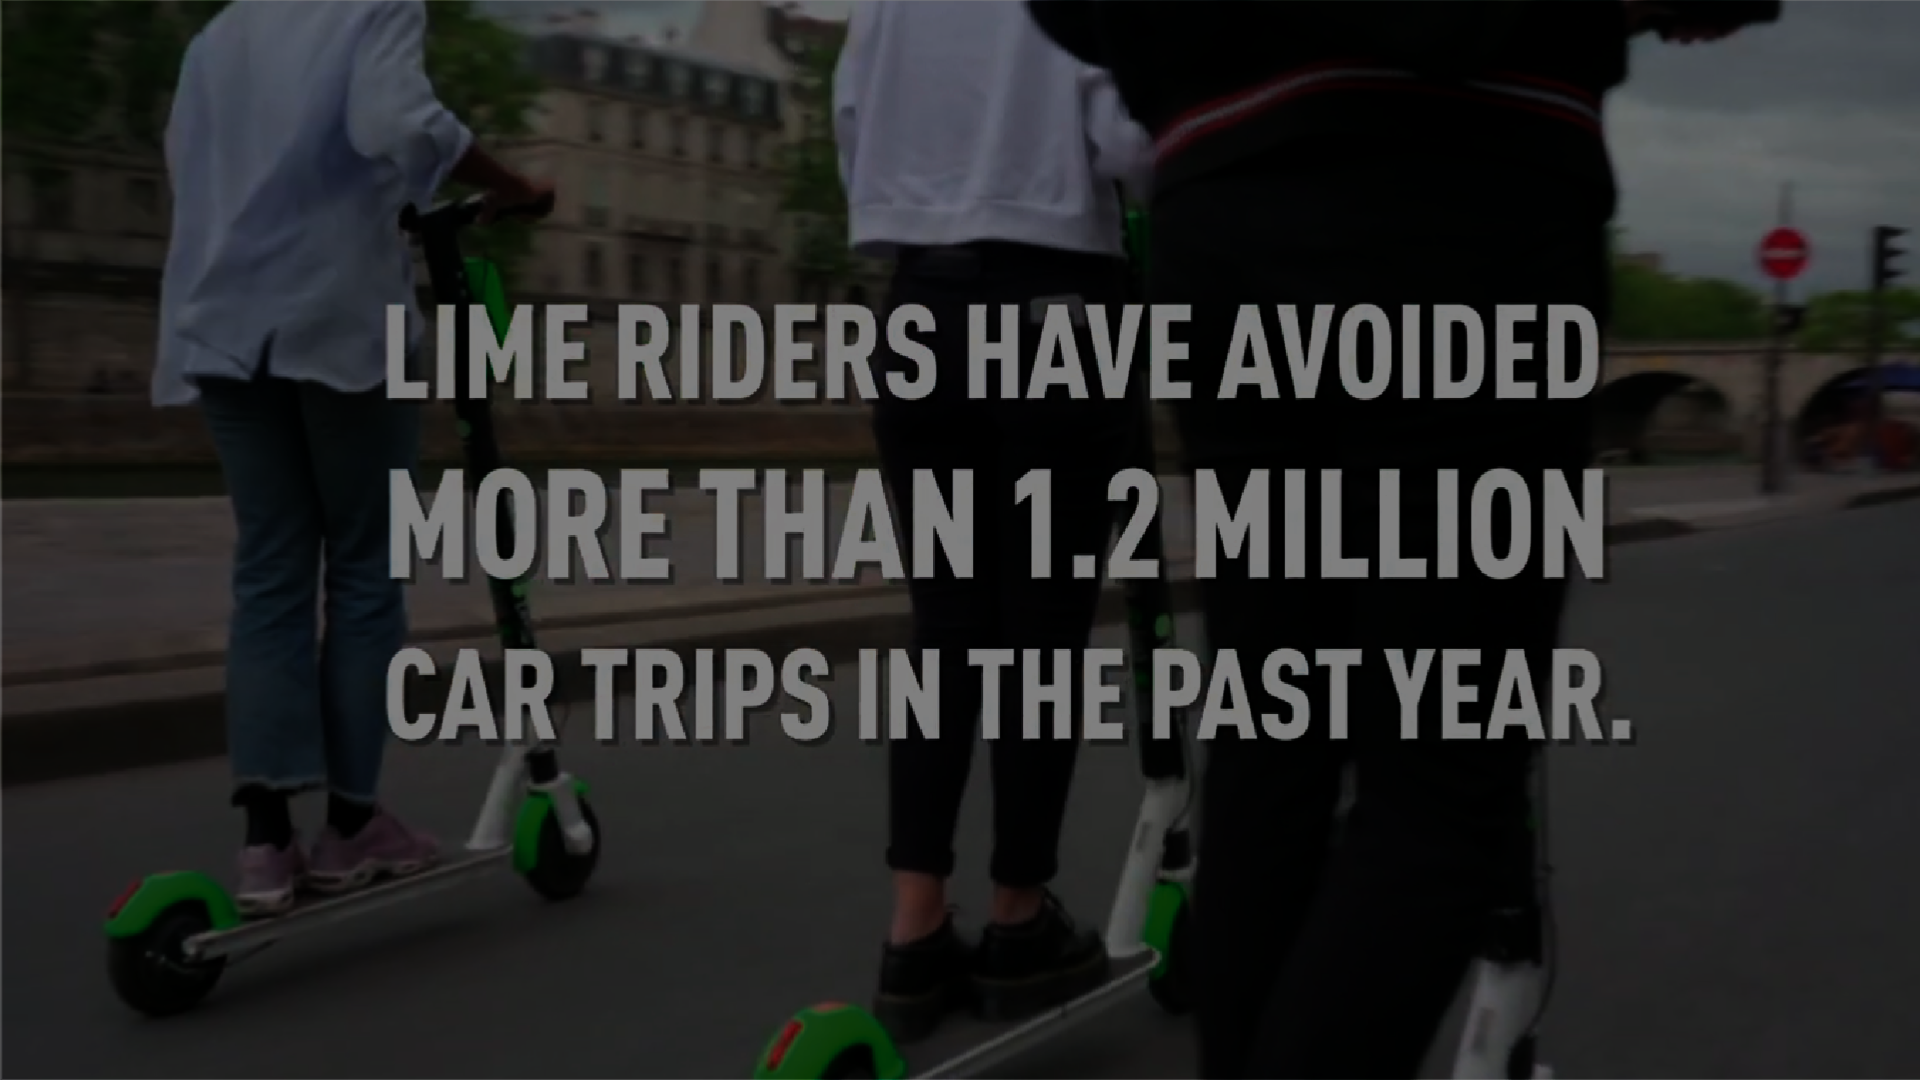 LIME RIDERS HAVE AVOIDED
MORE THAN 1.2 MILLION
CAR TRIPS IN THE PAST YEAR.